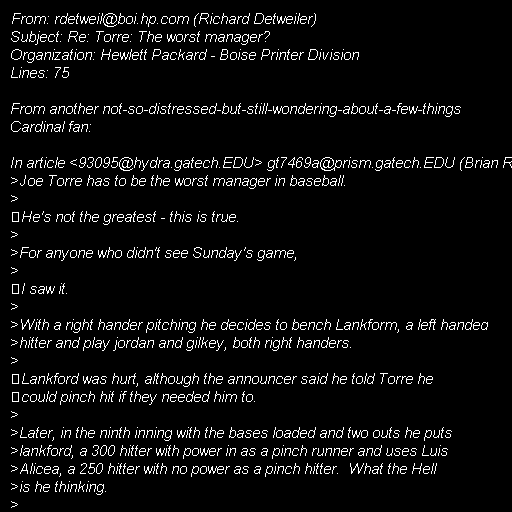 From: rdetweil@boi.hp.com (Richard Detweiler)
Subject: Re: Torre: The worst manager?
Organization: Hewlett Packard - Boise Printer Division
Lines: 75

From another not-so-distressed-but-still-wondering-about-a-few-things
Cardinal fan:

In article <93095@hydra.gatech.EDU> gt7469a@prism.gatech.EDU (Brian R
>Joe Torre has to be the worst manager in baseball.
>
▯He's not the greatest - this is true.
>
>For anyone who didn't see Sunday's game,
>
▯I saw it.
>
>With a right hander pitching he decides to bench Lankform, a left handed
>hitter and play jordan and gilkey, both right handers.
>
▯Lankford was hurt, although the announcer said he told Torre he
▯could pinch hit if they needed him to.
>
>Later, in the ninth inning with the bases loaded and two outs he puts
>lankford, a 300 hitter with power in as a pinch runner and uses Luis
>Alicea, a 250 hitter with no power as a pinch hitter.  What the Hell
>is he thinking.
>